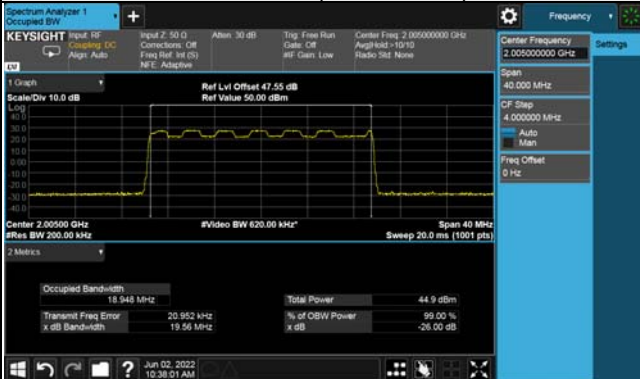 Spectrum Analyzer 1
Occupied BW
Frequency
KEYSIGHT
Input: RF
Coupling: DC
Align: Auto
Input Z: 50 Ω
Corrections: Off
Freq Ref: Int (S)
NFE: Adaptive
Atten: 30 dB
Trig: Free Run
Gate: Off
#IF Gain: Low
Center Freq: 2.005000000 GHz
Avg|Hold:>10/10
Radio Std: None
Center Frequency
2.005000000 GHz
Settings
Span
40.000 MHz
CF Step
4.000000 MHz
Auto
Man
Freq Offset
0 Hz
1 Graph
Scale/Div 10.0 dB
Ref Lvl Offset 47.55 dB
Ref Value 50.00 dBm
Log
40.0
30.0
20.0
10.0
0.00
-10.0
-20.0
-30.0
-40.0
Center 2.00500 GHz
#Res BW 200.00 kHz
#Video BW 620.00 kHz*
Span 40 MHz
Sweep 20.0 ms (1001 pts)
2 Metrics
Occupied Bandwidth
18.948 MHz
Total Power 44.9 dBm
Transmit Freq Error 20.952 kHz
% of OBW Power 99.00 %
x dB Bandwidth 19.56 MHz
x dB -26.00 dB
Jun 02, 2022
10:38:01 AM